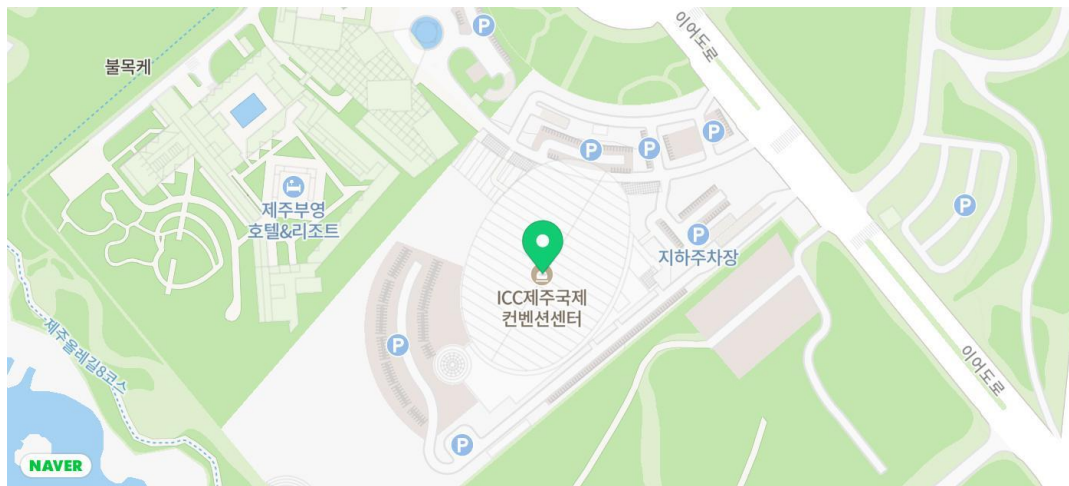 이어도로
불목케
P
P
P
P
P
제주부영
호텔&리조트
P
지하주차장
ICC제주국제
컨벤션센터
제주올레길8코스
P
이어도로
P
NAVER